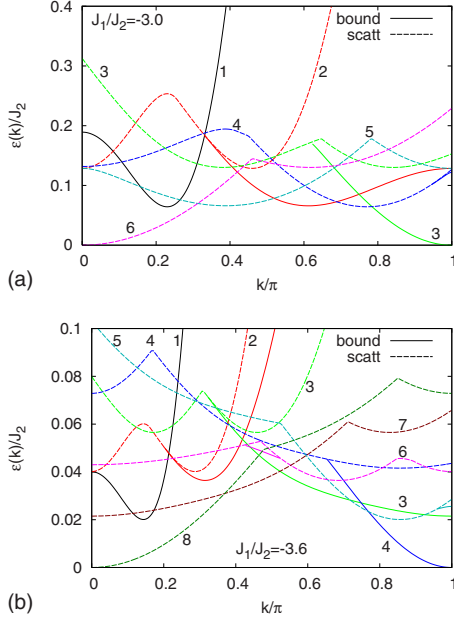 J₁/J₂=-3.0
bound
scatt
ε(k)/J₂
0.4
0.3
0.2
0.1
0
3
1
2
4
5
6
3
0 0.2 0.4 0.6 0.8 1
k/π
(a)
bound
scatt
ε(k)/J₂
0.1
0.08
0.06
0.04
0.02
0
5 4 1 2
3
7
6
3
8
4
J₁/J₂=-3.6
0 0.2 0.4 0.6 0.8 1
k/π
(b)